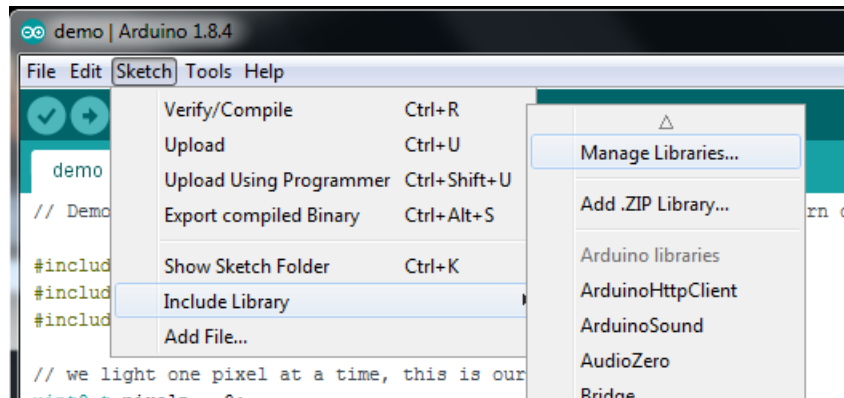 demo | Arduino 1.8.4
File Edit Sketch Tools Help
Verify/Compile Ctrl+R
Upload Ctrl+U
Upload Using Programmer Ctrl+Shift+U
Export compiled Binary Ctrl+Alt+S
Show Sketch Folder Ctrl+K
Include Library
Add File...
△
Manage Libraries...
Add .ZIP Library...
Arduino libraries
ArduinoHttpClient
ArduinoSound
AudioZero
Bridge
demo
// Demo
#includ
#includ
#includ
// we light one pixel at a time, this is our